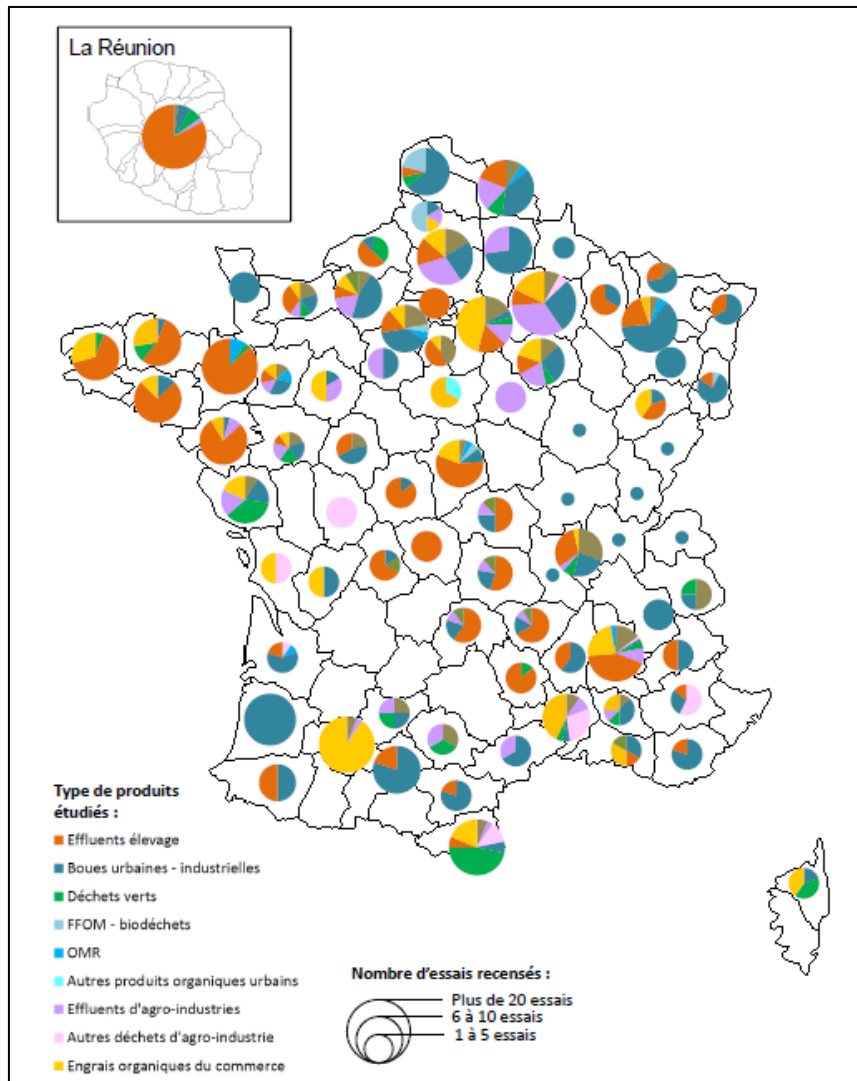 La Réunion
Type de produits
étudiés :
Effluents élevage
Boues urbaines - industrielles
Déchets verts
FFOM - biodéchets
OMR
Autres produits organiques urbains
Effluents d'agro-industries
Autres déchets d'agro-industrie
Engrais organiques du commerce
Nombre d'essais recensés :
Plus de 20 essais
6 à 10 essais
1 à 5 essais